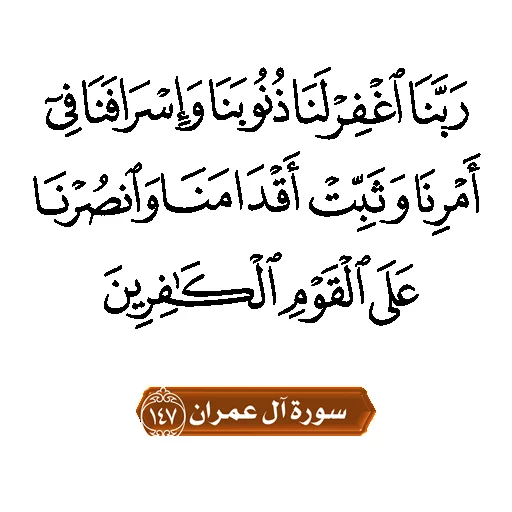 رَبَّنَا ٱغْفِرْ لَنَا ذُنُوبَنَا وَإِسْرَافَنَا فِىٓ
أَمْرِنَا وَثَبِّتْ أَقْدَامَنَا وَٱنصُرْنَا
عَلَى ٱلْقَوْمِ ٱلْكَـٰفِرِينَ
سورة آل عمران ١٤٧